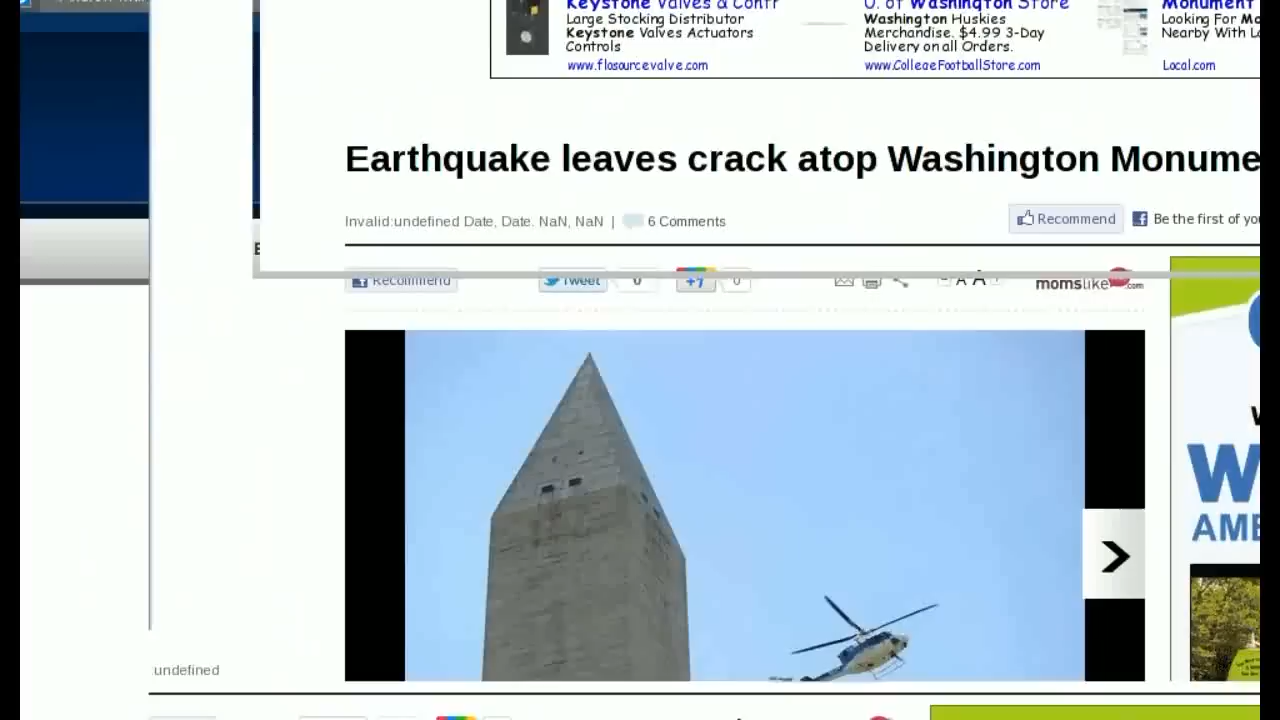 Keystone Valves & Contr
Large Stocking Distributor
Keystone Valves Actuators
Controls
www.flosourcevalve.com
U. of Washington Store
Washington Huskies
Merchandise. $4.99 3-Day
Delivery on all Orders.
www.CollegeFootballStore.com
Monument
Looking For Mo
Nearby With Lo
Local.com
Earthquake leaves crack atop Washington Monume
Invalid:undefined Date, Date. NaN, NaN | 6 Comments
Recommend
Be the first of yo
E
Recommend
Tweet
0
+1
0
A A
momslike
.com
W
AME
undefined